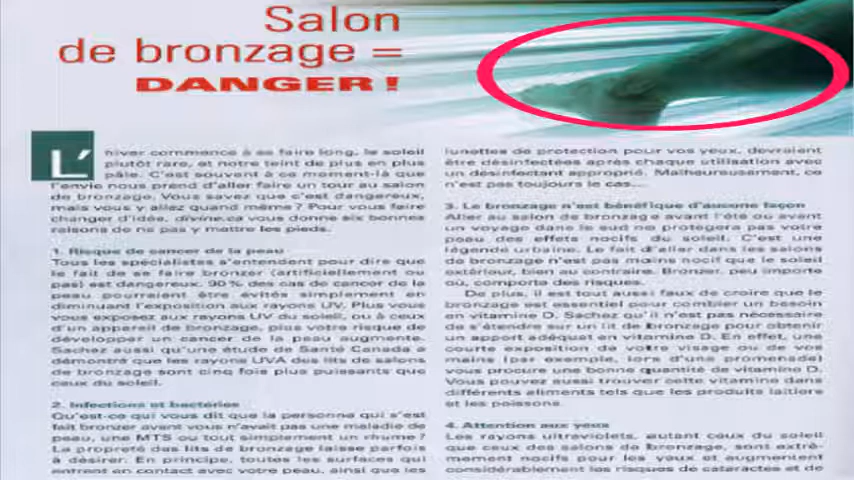 Salon
de bronzage =
DANGER !
L'hiver commence à se faire long, le soleil
plutôt rare, et notre teint de plus en plus
pâle. C'est souvent à ce moment-là que
l'envie nous prend d'aller faire un tour au salon
de bronzage. Vous savez que c'est dangereux,
mais vous y allez quand même ? Pour vous faire
changer d'idée, divine.ca vous donne six bonnes
raisons de ne pas y mettre les pieds.
1. Risque de cancer de la peau
Tous les spécialistes s'entendent pour dire que
le fait de se faire bronzer (artificiellement ou
pas) est dangereux. 90 % des cas de cancer de la
peau pourraient être évités simplement en
diminuant l'exposition aux rayons UV. Plus vous
vous exposez aux rayons UV du soleil, ou à ceux
d'un appareil de bronzage, plus votre risque de
développer un cancer de la peau augmente.
Sachez aussi qu'une étude de Santé Canada a
démontré que les rayons UVA des lits de salons
de bronzage sont cinq fois plus puissants que
ceux du soleil.
2. Infections et bactéries
Qu'est-ce qui vous dit que la personne qui s'est
fait bronzer avant vous n'avait pas une maladie de
peau, une MTS ou tout simplement un rhume ?
La propreté des lits de bronzage laisse parfois
à désirer. En principe, toutes les surfaces qui
entrent en contact avec votre peau, ainsi que les
lunettes de protection pour vos yeux, devraient
être désinfectées après chaque utilisation avec
un désinfectant approprié. Malheureusement, ce
n'est pas toujours le cas...
3. Le bronzage n'est bénéfique d'aucune façon
Aller au salon de bronzage avant l'été ou avant
un voyage dans le sud ne protégera pas votre
peau des effets nocifs du soleil. C'est une
légende urbaine. Le fait d'aller dans les salons
de bronzage n'est pas moins nocif que le soleil
extérieur, bien au contraire. Bronzer, peu importe
où, comporte des risques.
De plus, il est tout aussi faux de croire que le
bronzage est essentiel pour combler un besoin
en vitamine D. Sachez qu'il n'est pas nécessaire
de s'étendre sur un lit de bronzage pour obtenir
un apport adéquat en vitamine D. En effet, une
courte exposition de votre visage ou de vos
mains (par exemple, lors d'une promenade)
vous procure une bonne quantité de vitamine D.
Vous pouvez aussi trouver cette vitamine dans
différents aliments tels que les produits laitiers
et les poissons.
4. Attention aux yeux
Les rayons ultraviolets, autant ceux du soleil
que ceux des salons de bronzage, sont extrê-
mement nocifs pour les yeux et augmentent
considérablement les risques de cataractes et de